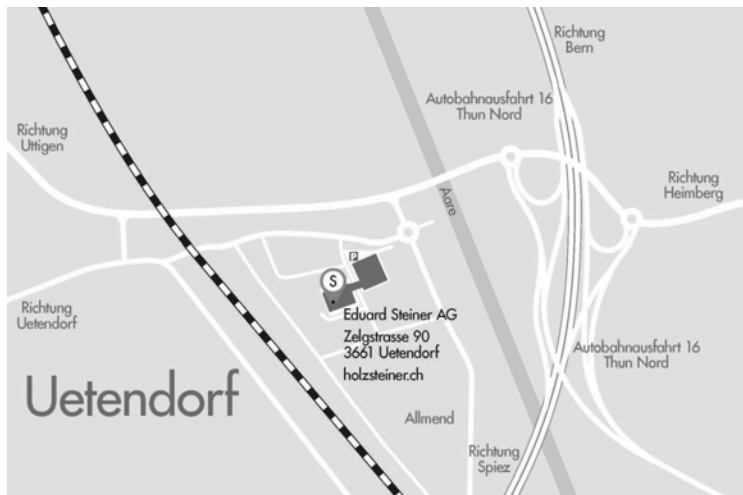 Richtung
Bern
Autobahnausfahrt 16
Thun Nord
Richtung
Uttigen
Richtung
Heimberg
Aare
P
S
Richtung
Uetendorf
Eduard Steiner AG
Zelgstrasse 90
3661 Uetendorf
holzsteiner.ch
Autobahnausfahrt 16
Thun Nord
Uetendorf
Allmend
Richtung
Spiez